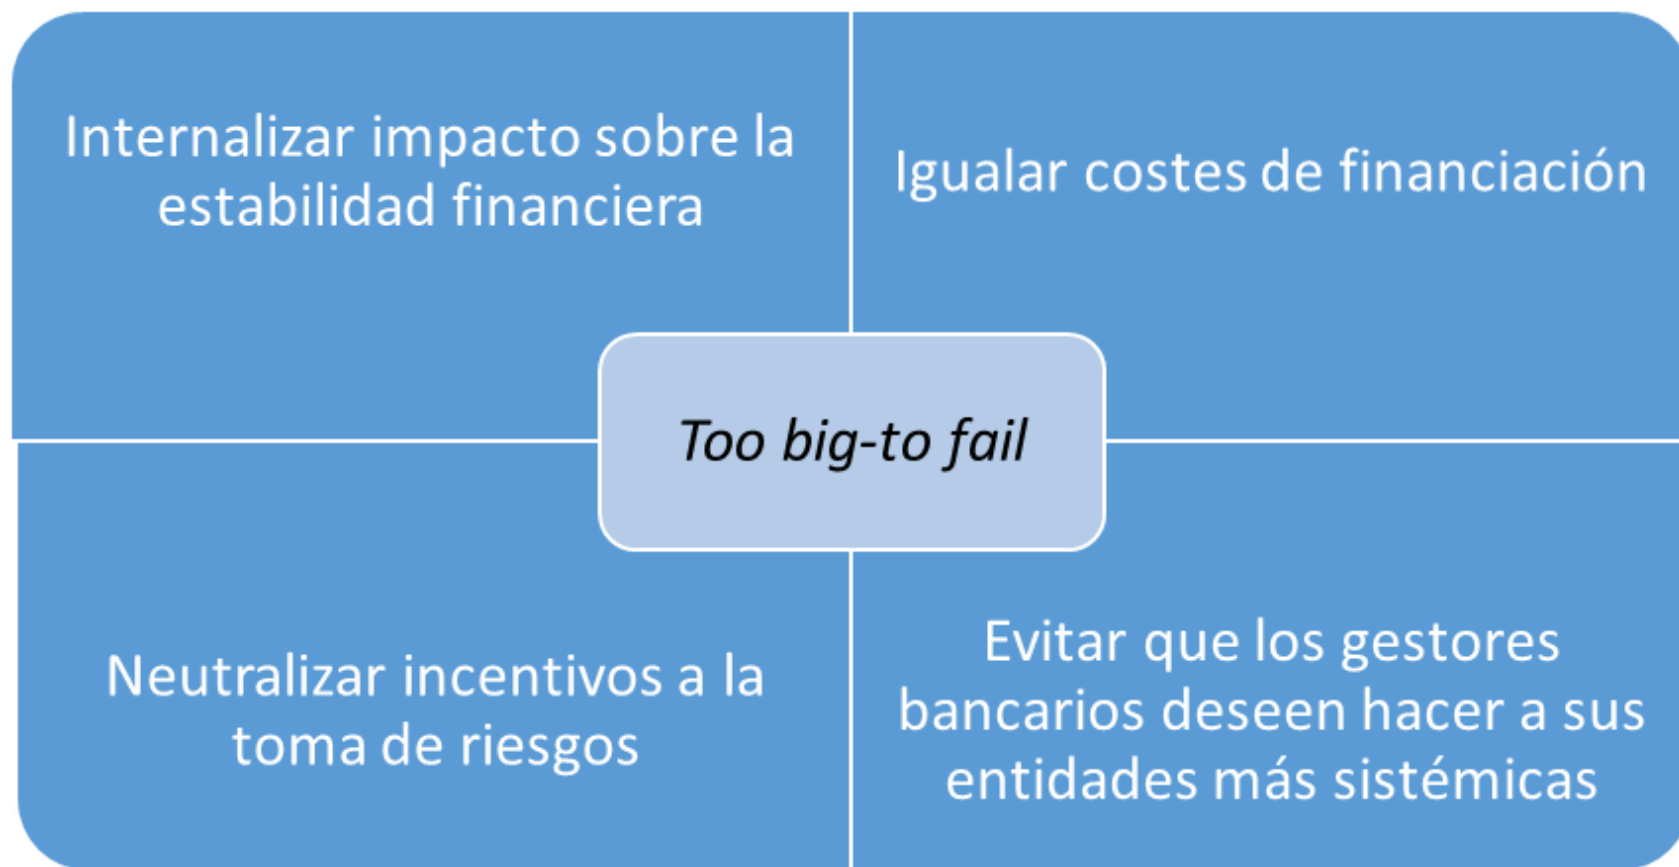 Internalizar impacto sobre la
estabilidad financiera
Igualar costes de financiación
Too big-to fail
Neutralizar incentivos a la
toma de riesgos
Evitar que los gestores
bancarios deseen hacer a sus
entidades más sistémicas